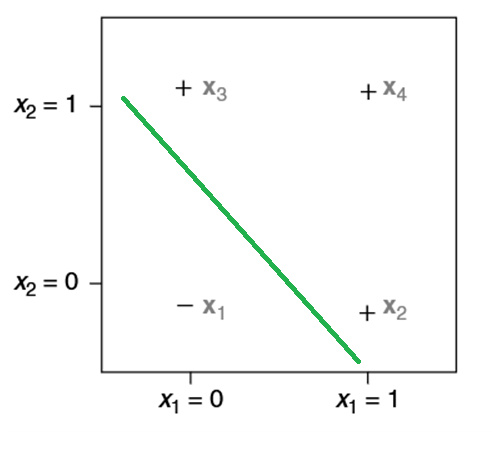 + x₃
+ x₄
x₂ = 1
x₂ = 0
− x₁
+ x₂
x₁ = 0
x₁ = 1